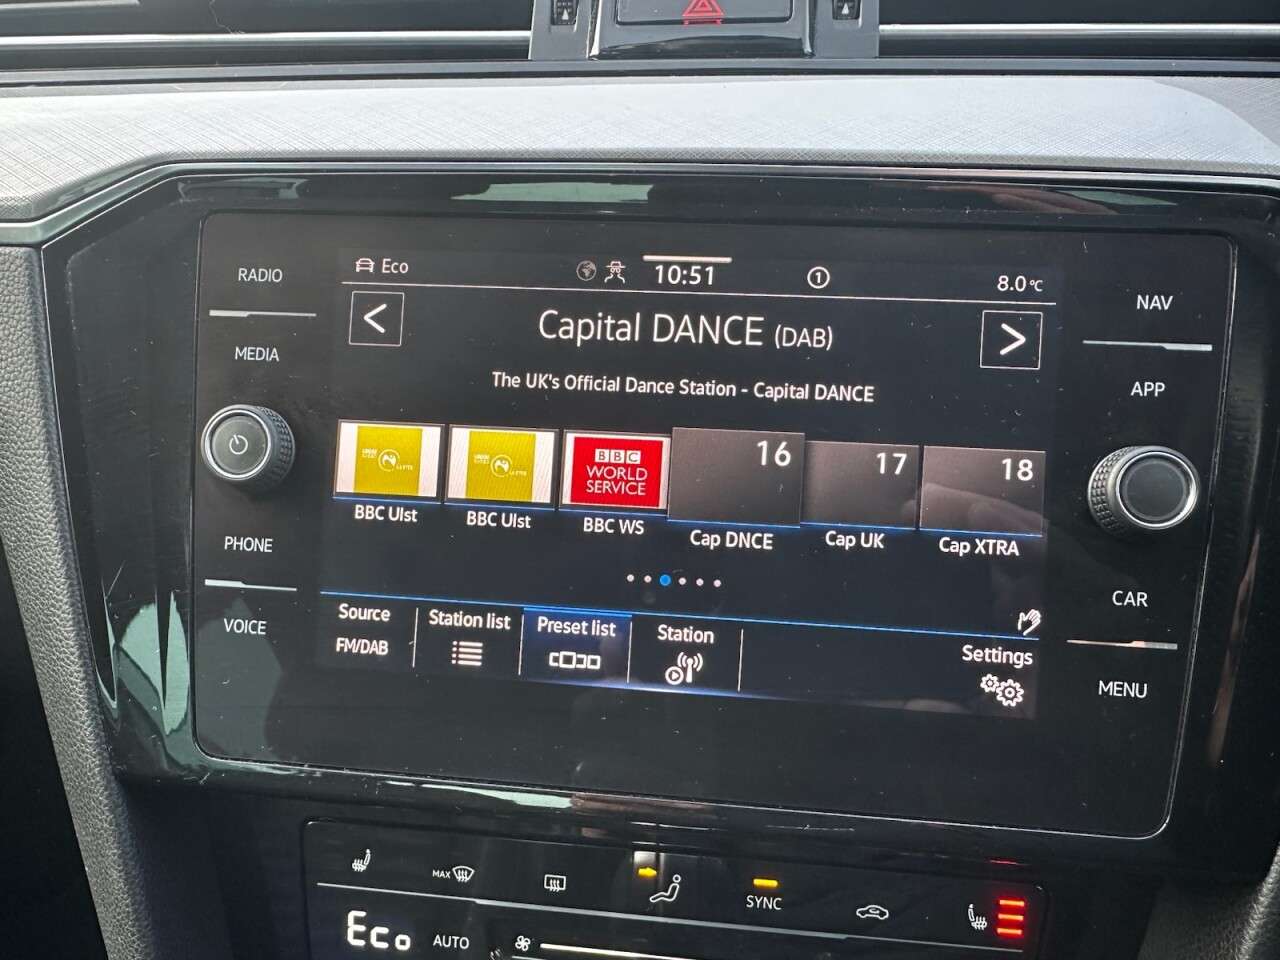 RADIO
MEDIA
PHONE
VOICE
Eco
10:51
1
8.0°C
Capital DANCE (DAB)
The UK's Official Dance Station - Capital DANCE
BBC
WORLD
SERVICE
16
17
18
BBC Ulst
BBC Ulst
BBC WS
Cap DNCE
Cap UK
Cap XTRA
Source
FM/DAB
Station list
Preset list
Station
Settings
NAV
APP
CAR
MENU
MAX
SYNC
Eco
AUTO